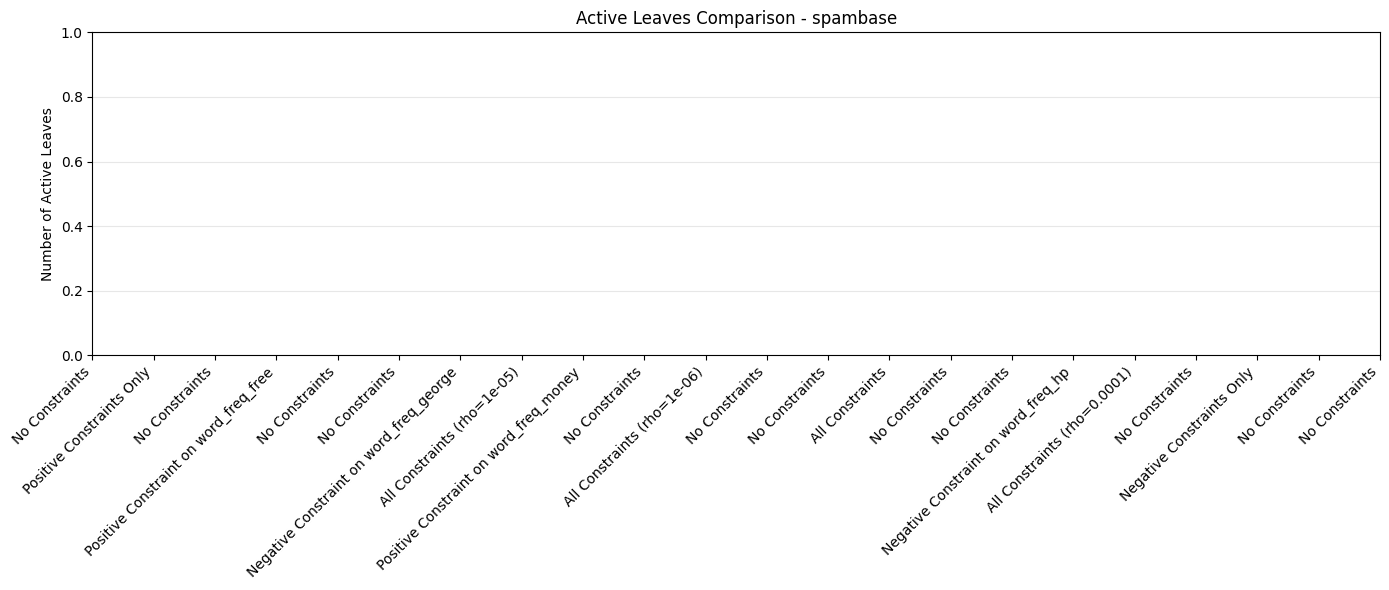 Active Leaves Comparison - spambase
Number of Active Leaves
1.0
0.8
0.6
0.4
0.2
0.0
No Constraints
Positive Constraints Only
No Constraints
Positive Constraint on word_freq_free
No Constraints
No Constraints
Negative Constraint on word_freq_george
All Constraints (rho=1e-05)
Positive Constraint on word_freq_money
No Constraints
All Constraints (rho=1e-06)
No Constraints
No Constraints
All Constraints
No Constraints
No Constraints
Negative Constraint on word_freq_hp
All Constraints (rho=0.0001)
No Constraints
Negative Constraints Only
No Constraints
No Constraints